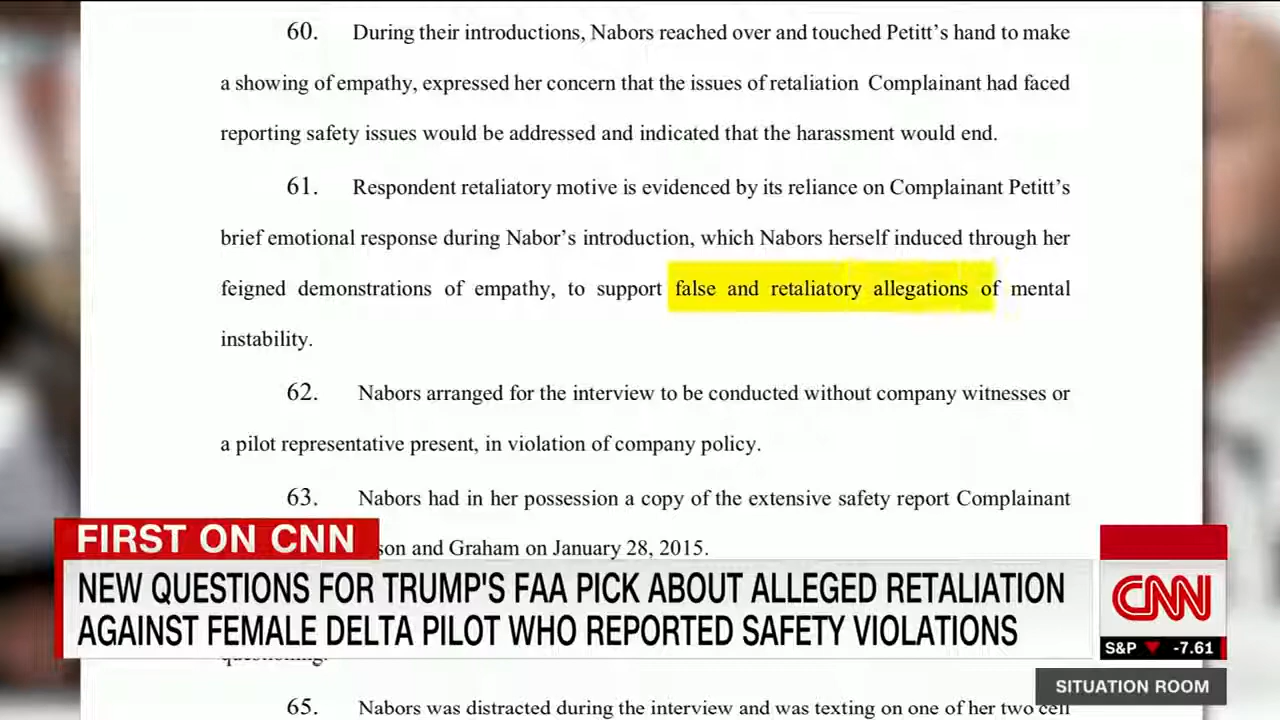 60. During their introductions, Nabors reached over and touched Petitt's hand to make
a showing of empathy, expressed her concern that the issues of retaliation Complainant had faced
reporting safety issues would be addressed and indicated that the harassment would end.
61. Respondent retaliatory motive is evidenced by its reliance on Complainant Petitt's
brief emotional response during Nabor's introduction, which Nabors herself induced through her
feigned demonstrations of empathy, to support false and retaliatory allegations of mental
instability.
62. Nabors arranged for the interview to be conducted without company witnesses or
a pilot representative present, in violation of company policy.
63. Nabors had in her possession a copy of the extensive safety report Complainant
son and Graham on January 28, 2015.
FIRST ON CNN
NEW QUESTIONS FOR TRUMP'S FAA PICK ABOUT ALLEGED RETALIATION
AGAINST FEMALE DELTA PILOT WHO REPORTED SAFETY VIOLATIONS
CNN
S&P ▼ -7.61
questioning.
SITUATION ROOM
65. Nabors was distracted during the interview and was texting on one of her two cell